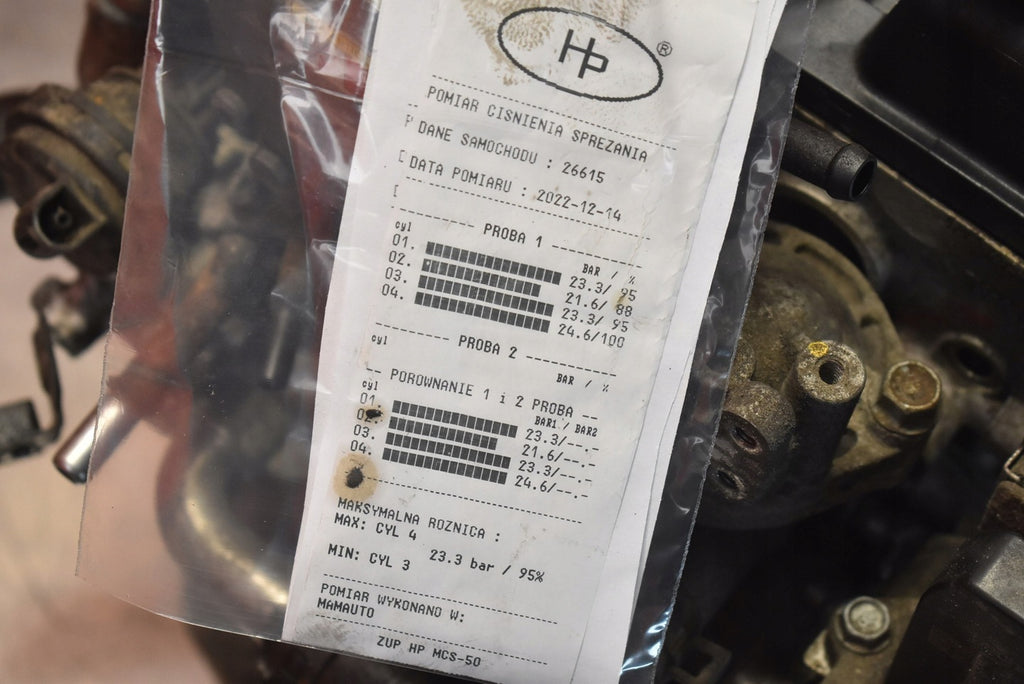 HP ®
POMIAR CISNIENIA SPREZANIA
DANE SAMOCHODU : 26615
DATA POMIARU : 2022-12-14
PROBA 1
cyl BAR / %
01. 23.3/ 95
02. 21.6/ 88
03. 23.3/ 95
04. 24.6/100
PROBA 2
cyl BAR / %
POROWNANIE 1 i 2 PROBA
cyl BAR1 / BAR2
01. 23.3/--.-
21.6/--.-
03. 23.3/--.-
04. 24.6/--.-
MAKSYMALNA ROZNICA :
MAX: CYL 4
MIN: CYL 3 23.3 bar / 95%
POMIAR WYKONANO W:
MAMAUTO
ZUP HP MCS-50